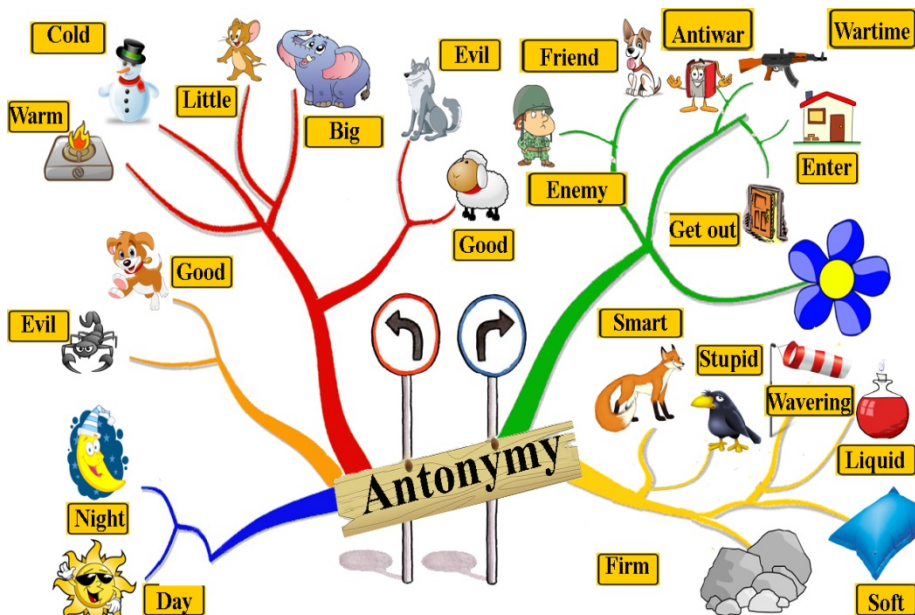 Cold
Evil
Friend
Antiwar
Wartime
Warm
Little
Big
Enemy
Enter
Good
Good
Get out
Evil
Smart
Stupid
Wavering
Antonymy
Liquid
Night
Firm
Day
Soft